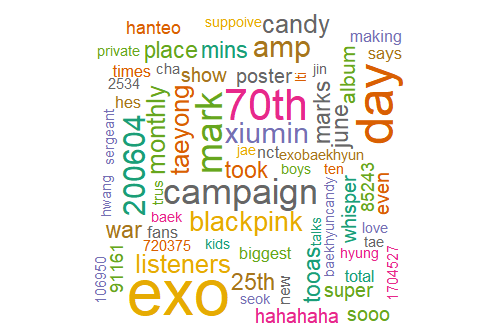 suppoive
candy
making
hanteo
private
place
mins
amp
says
times
cha
show
poster
jin
album
day
2534
hes
monthly
taeyong
mark
70th
marks
june
sergeant
200604
xiumin
jae
nct
exobaekhyun
hwang
trus
took
boys
ten
85243
even
campaign
whisper
baek
blackpink
baekhyuncandy
talks
love
war
fans
tooas
tae
720375
kids
biggest
hyung
106950
91161
listeners
25th
new
total
1704527
exo
seok
super
hahahaha
sooo